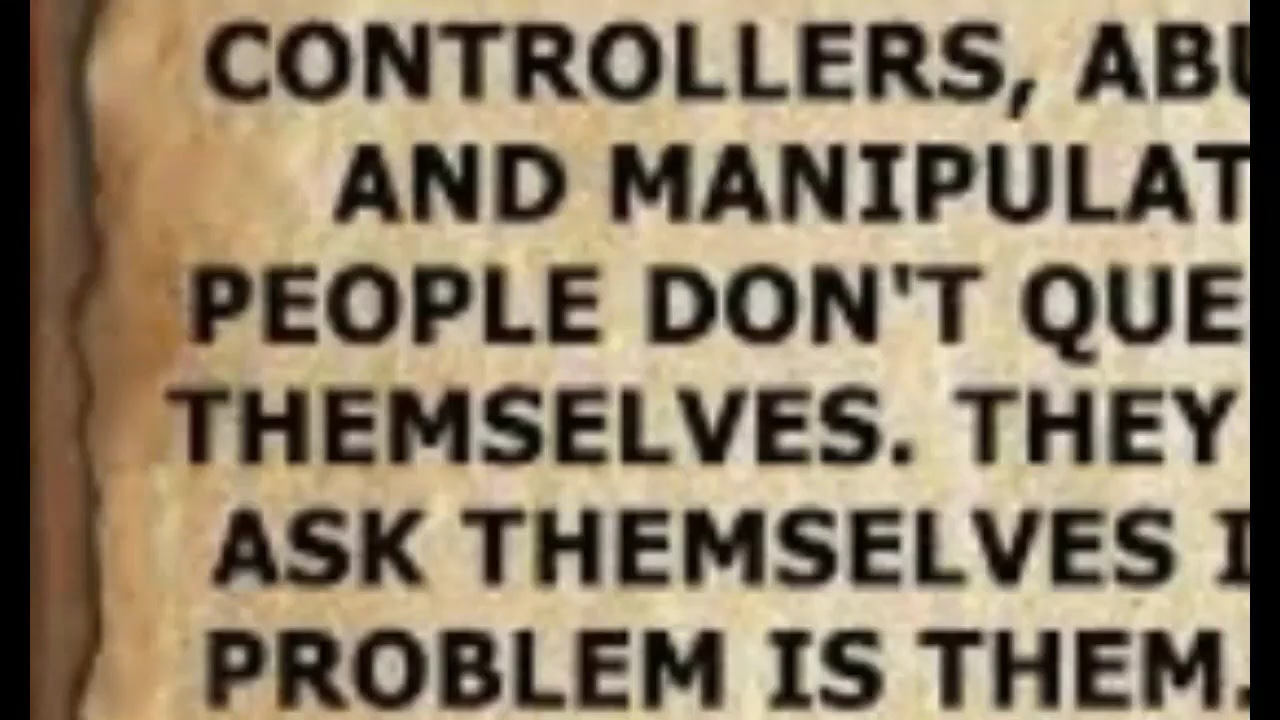 CONTROLLERS, ABU
AND MANIPULAT
PEOPLE DON'T QUE
THEMSELVES. THEY
ASK THEMSELVES I
PROBLEM IS THEM.